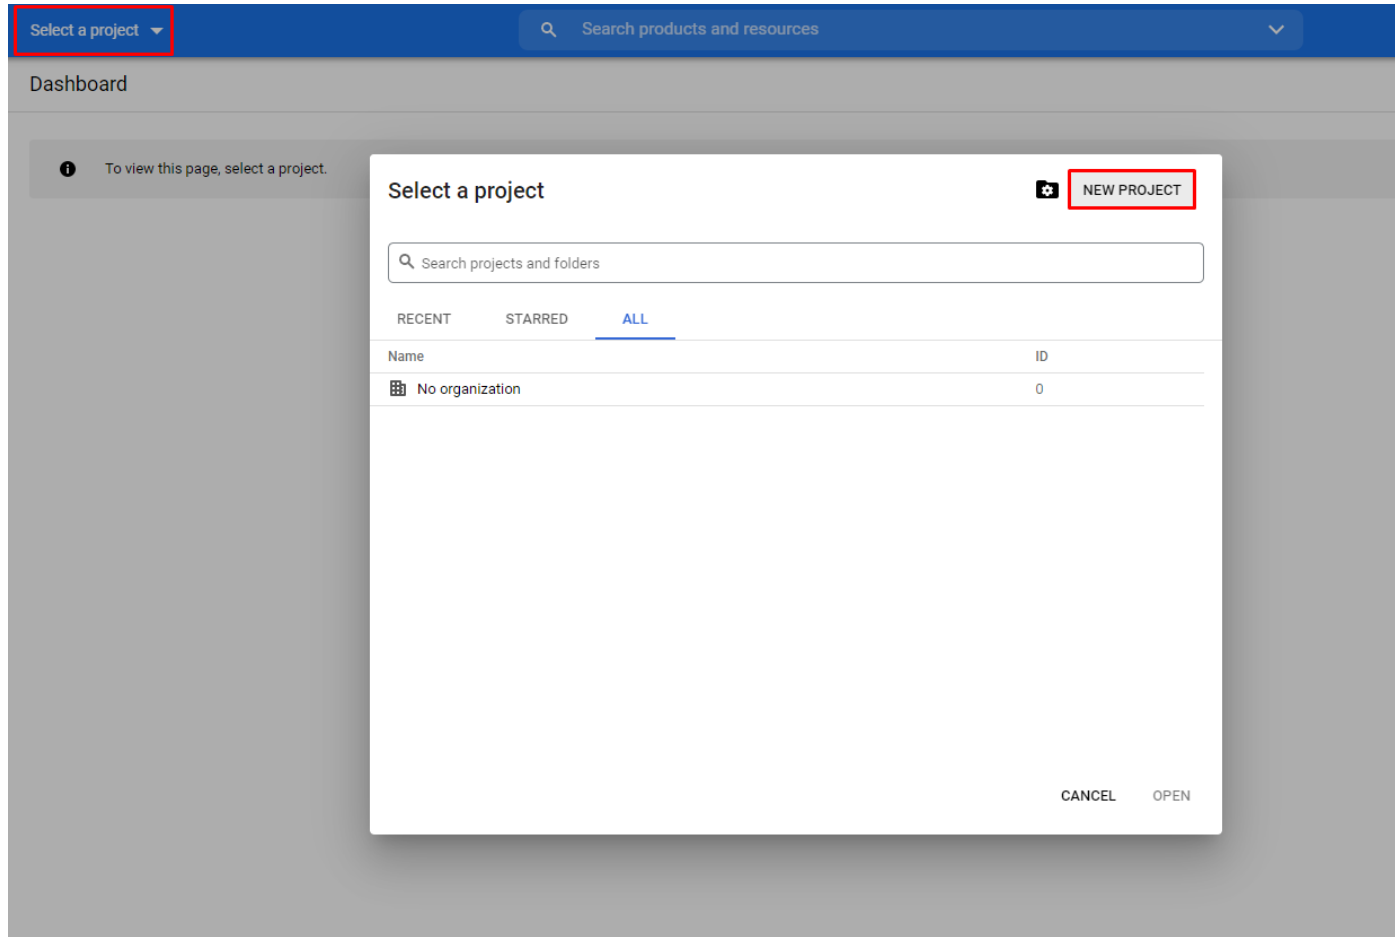 Select a project
Search products and resources
Dashboard
To view this page, select a project.
Select a project
NEW PROJECT
Search projects and folders
RECENT STARRED ALL
Name ID
No organization 0
CANCEL OPEN